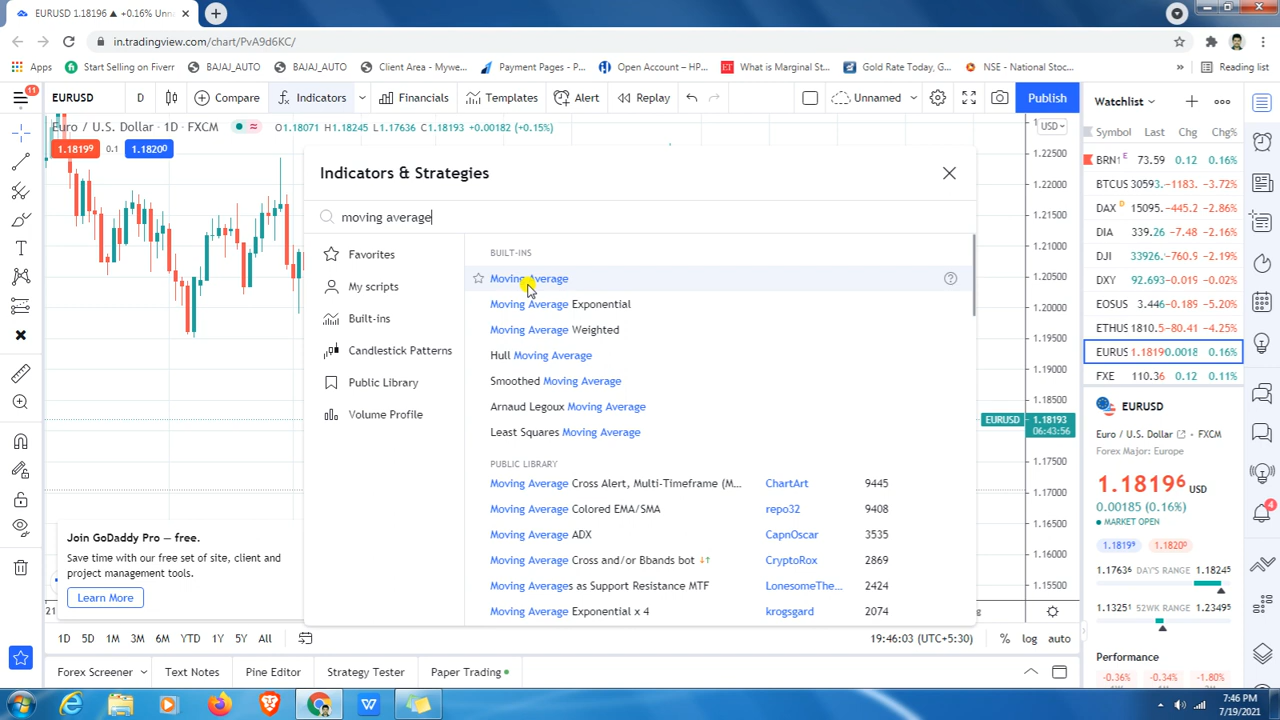 EURUSD 1.18196 ▲ +0.16% Unna
in.tradingview.com/chart/PvA9d6KC/
Apps
Start Selling on Fiverr
BAJAJ_AUTO
BAJAJ_AUTO
Client Area - Mywe...
Payment Pages - P...
Open Account – HP...
What is Marginal St...
Gold Rate Today, G...
NSE - National Stoc...
»
Reading list
11
EURUSD
D
Compare
Indicators
Financials
Templates
Alert
Replay
Unnamed
Publish
Watchlist
Euro / U.S. Dollar · 1D · FXCM
O1.18071 H1.18245 L1.17636 C1.18193 +0.00182 (+0.15%)
1.18199
0.1
1.18200
USD
1.22500
1.22000
1.21500
1.21000
1.20500
1.20000
1.19500
1.19000
1.18500
EURUSD
1.18193
06:43:56
1.17500
1.17000
1.16500
1.16000
1.15500
Indicators & Strategies
moving average
Favorites
My scripts
Built-ins
Candlestick Patterns
Public Library
Volume Profile
BUILT-INS
Moving Average
Moving Average Exponential
Moving Average Weighted
Hull Moving Average
Smoothed Moving Average
Arnaud Legoux Moving Average
Least Squares Moving Average
PUBLIC LIBRARY
Moving Average Cross Alert, Multi-Timeframe (M... ChartArt 9445
Moving Average Colored EMA/SMA repo32 9408
Moving Average ADX CapnOscar 3535
Moving Average Cross and/or Bbands bot CryptoRox 2869
Moving Averages as Support Resistance MTF LonesomeThe... 2424
Moving Average Exponential x 4 krogsgard 2074
Join GoDaddy Pro — free.
Save time with our free set of site, client and
project management tools.
Learn More
21
Symbol Last Chg Chg%
BRN1 E 73.59 0.12 0.16%
BTCUS 30593. -1183. -3.72%
DAX D 15095. -445.2 -2.86%
DIA 339.26 -7.48 -2.16%
DJI 33926. -760.9 -2.19%
DXY 92.693 -0.019 -0.02%
EOSUS 3.446 -0.189 -5.20%
ETHUS 1810.5 -80.41 -4.25%
EURUS 1.1819 0.0018 0.16%
FXE 110.36 0.12 0.11%
EURUSD
Euro / U.S. Dollar · FXCM
Forex Major: Europe
1.18196 USD
0.00185 (+0.16%)
MARKET OPEN
1.18199
1.18200
1.17636 DAY'S RANGE 1.18245
1.13251 52WK RANGE 1.23495
Performance
-0.36% -0.34% -1.80%
4
1D 5D 1M 3M 6M YTD 1Y 5Y All
19:46:03 (UTC+5:30)
% log auto
Forex Screener
Text Notes
Pine Editor
Strategy Tester
Paper Trading
7:46 PM
7/19/2021